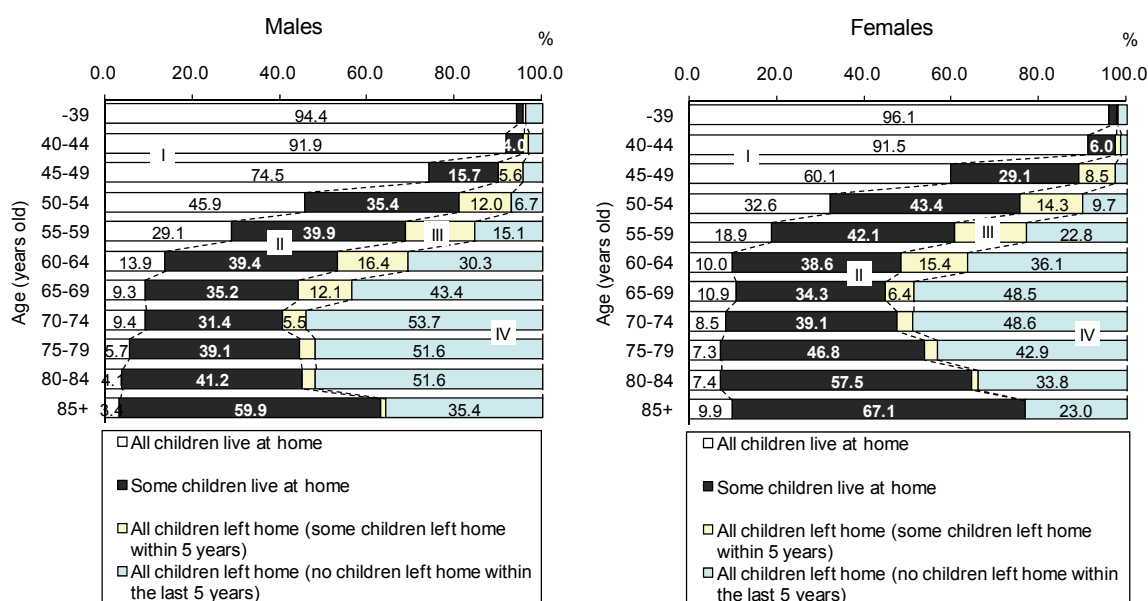 Males
%
0.0 20.0 40.0 60.0 80.0 100.0
Age (years old)
-39 94.4
40-44 91.9 4.0
I
45-49 74.5 15.7 5.6
50-54 45.9 35.4 12.0 6.7
55-59 29.1 39.9 15.1
II III
60-64 13.9 39.4 16.4 30.3
65-69 9.3 35.2 12.1 43.4
70-74 9.4 31.4 5.5 53.7
IV
75-79 5.7 39.1 51.6
80-84 4.1 41.2 51.6
85+ 3.4 59.9 35.4
All children live at home
Some children live at home
All children left home (some children left home
within 5 years)
All children left home (no children left home within
the last 5 years)
Females
%
0.0 20.0 40.0 60.0 80.0 100.0
Age (years old)
-39 96.1
40-44 91.5 6.0
I
45-49 60.1 29.1 8.5
50-54 32.6 43.4 14.3 9.7
55-59 18.9 42.1 22.8
III
60-64 10.0 38.6 15.4 36.1
II
65-69 10.9 34.3 6.4 48.5
70-74 8.5 39.1 48.6
IV
75-79 7.3 46.8 42.9
80-84 7.4 57.5 33.8
85+ 9.9 67.1 23.0
All children live at home
Some children live at home
All children left home (some children left home
within 5 years)
All children left home (no children left home within
the last 5 years)